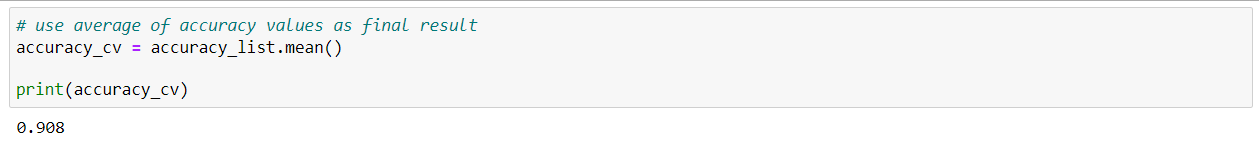 # use average of accuracy values as final result
accuracy_cv = accuracy_list.mean()
print(accuracy_cv)
0.908